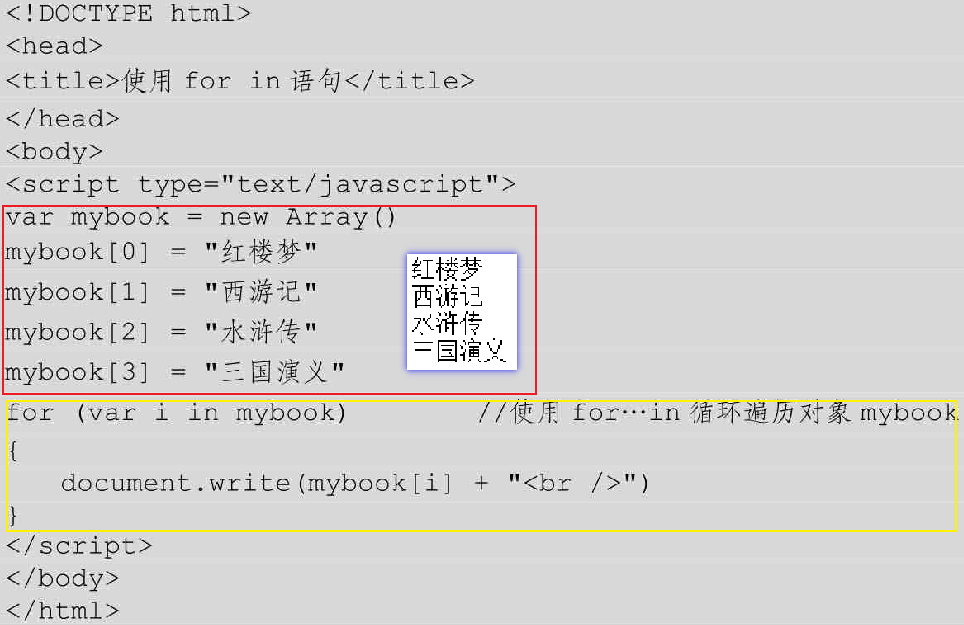 <!DOCTYPE html>
<head>
<title>使用 for in 语句</title>
</head>
<body>
<script type="text/javascript">
var mybook = new Array()
mybook[0] = "红楼梦"
mybook[1] = "西游记"
mybook[2] = "水浒传"
mybook[3] = "三国演义"
红楼梦
西游记
水浒传
三国演义
for (var i in mybook) //使用 for…in 循环遍历对象 mybook
{
document.write(mybook[i] + "<br />")
}
</script>
</body>
</html>